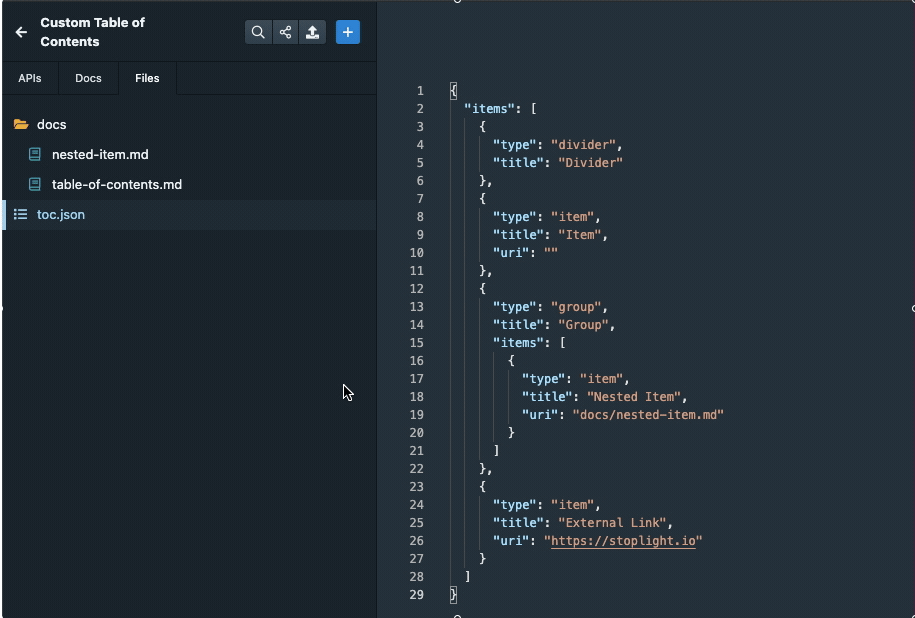 Custom Table of
Contents
APIs
Docs
Files
docs
nested-item.md
table-of-contents.md
toc.json
1 {
2 "items": [
3 {
4 "type": "divider",
5 "title": "Divider"
6 },
7 {
8 "type": "item",
9 "title": "Item",
10 "uri": ""
11 },
12 {
13 "type": "group",
14 "title": "Group",
15 "items": [
16 {
17 "type": "item",
18 "title": "Nested Item",
19 "uri": "docs/nested-item.md"
20 }
21 ]
22 },
23 {
24 "type": "item",
25 "title": "External Link",
26 "uri": "https://stoplight.io"
27 }
28 ]
29 }